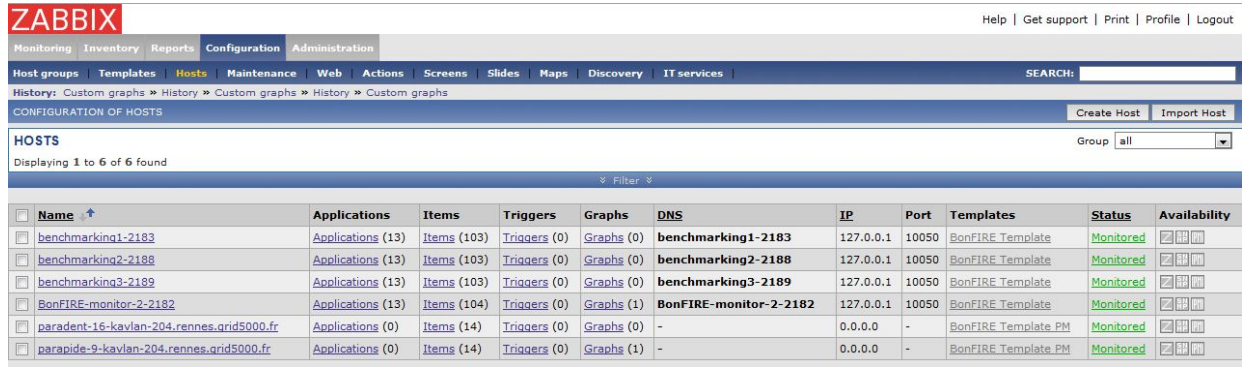 ZABBIX
Help | Get support | Print | Profile | Logout
Monitoring Inventory Reports Configuration Administration
Host groups | Templates | Hosts | Maintenance | Web | Actions | Screens | Slides | Maps | Discovery | IT services | SEARCH:
History: Custom graphs » History » Custom graphs » History » Custom graphs
CONFIGURATION OF HOSTS Create Host Import Host
HOSTS Group all
Displaying 1 to 6 of 6 found
Filter
Name Applications Items Triggers Graphs DNS IP Port Templates Status Availability
benchmarking1-2183 Applications (13) Items (103) Triggers (0) Graphs (0) benchmarking1-2183 127.0.0.1 10050 BonFIRE Template Monitored
benchmarking2-2188 Applications (13) Items (103) Triggers (0) Graphs (0) benchmarking2-2188 127.0.0.1 10050 BonFIRE Template Monitored
benchmarking3-2189 Applications (13) Items (103) Triggers (0) Graphs (0) benchmarking3-2189 127.0.0.1 10050 BonFIRE Template Monitored
BonFIRE-monitor-2-2182 Applications (13) Items (104) Triggers (0) Graphs (1) BonFIRE-monitor-2-2182 127.0.0.1 10050 BonFIRE Template Monitored
paradent-16-kavlan-204.rennes.grid5000.fr Applications (0) Items (14) Triggers (0) Graphs (0) - 0.0.0.0 - BonFIRE Template PM Monitored
parapide-9-kavlan-204.rennes.grid5000.fr Applications (0) Items (14) Triggers (0) Graphs (1) - 0.0.0.0 - BonFIRE Template PM Monitored